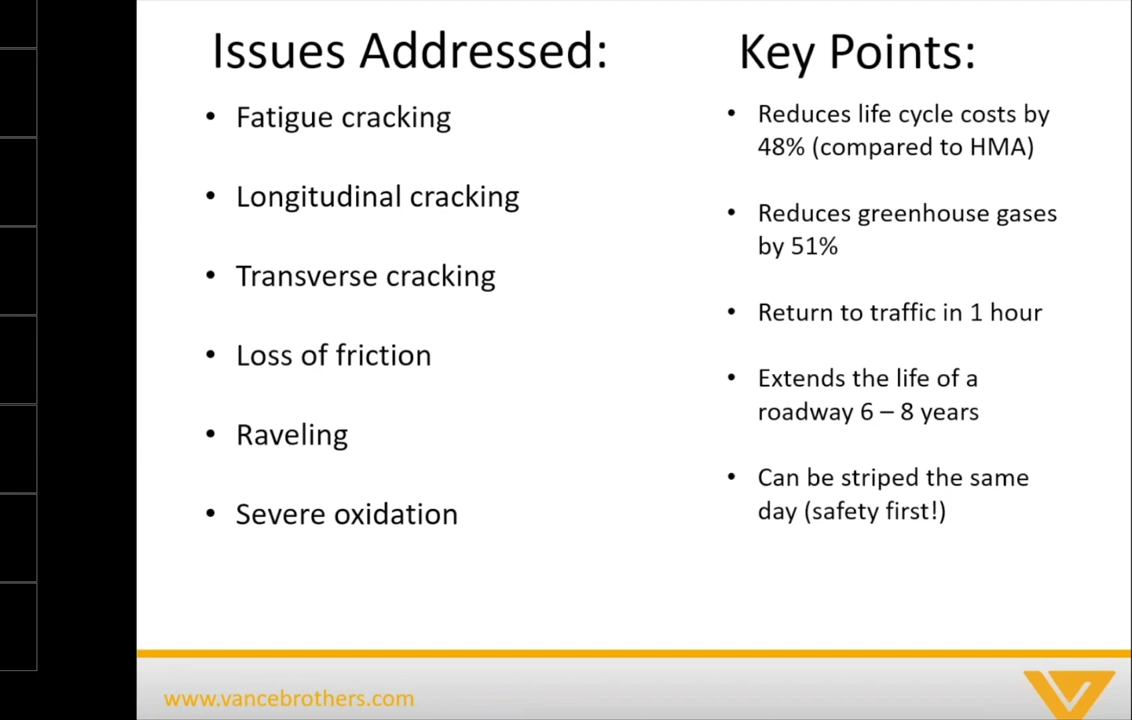 Issues Addressed:
• Fatigue cracking
• Longitudinal cracking
• Transverse cracking
• Loss of friction
• Raveling
• Severe oxidation
Key Points:
• Reduces life cycle costs by
48% (compared to HMA)
• Reduces greenhouse gases
by 51%
• Return to traffic in 1 hour
• Extends the life of a
roadway 6 – 8 years
• Can be striped the same
day (safety first!)
www.vancebrothers.com